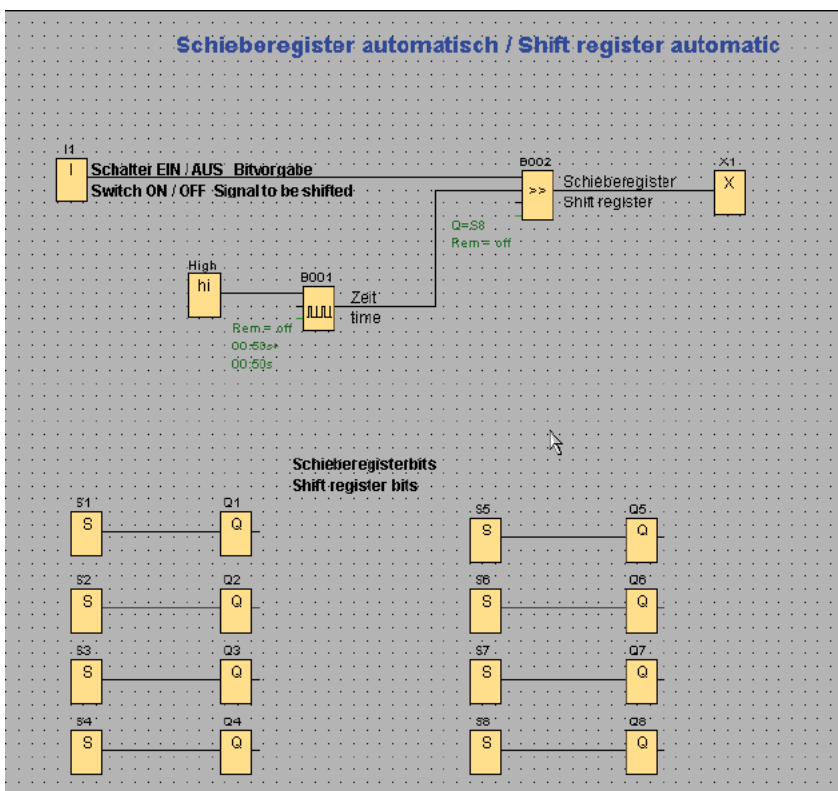 Schieberegister automatisch / Shift register automatic
I1
I
Schalter EIN / AUS Bitvorgabe
Switch ON / OFF Signal to be shifted
B002
>>
Schieberegister
Shift register
X1
X
Q=S8
Rem = off
High
hi
B001
Zeit
time
Rem = off
00:50s+
00:50s
Schieberegisterbits
Shift register bits
S1
S
Q1
Q
S5
S
Q5
Q
S2
S
Q2
Q
S6
S
Q6
Q
S3
S
Q3
Q
S7
S
Q7
Q
S4
S
Q4
Q
S8
S
Q8
Q